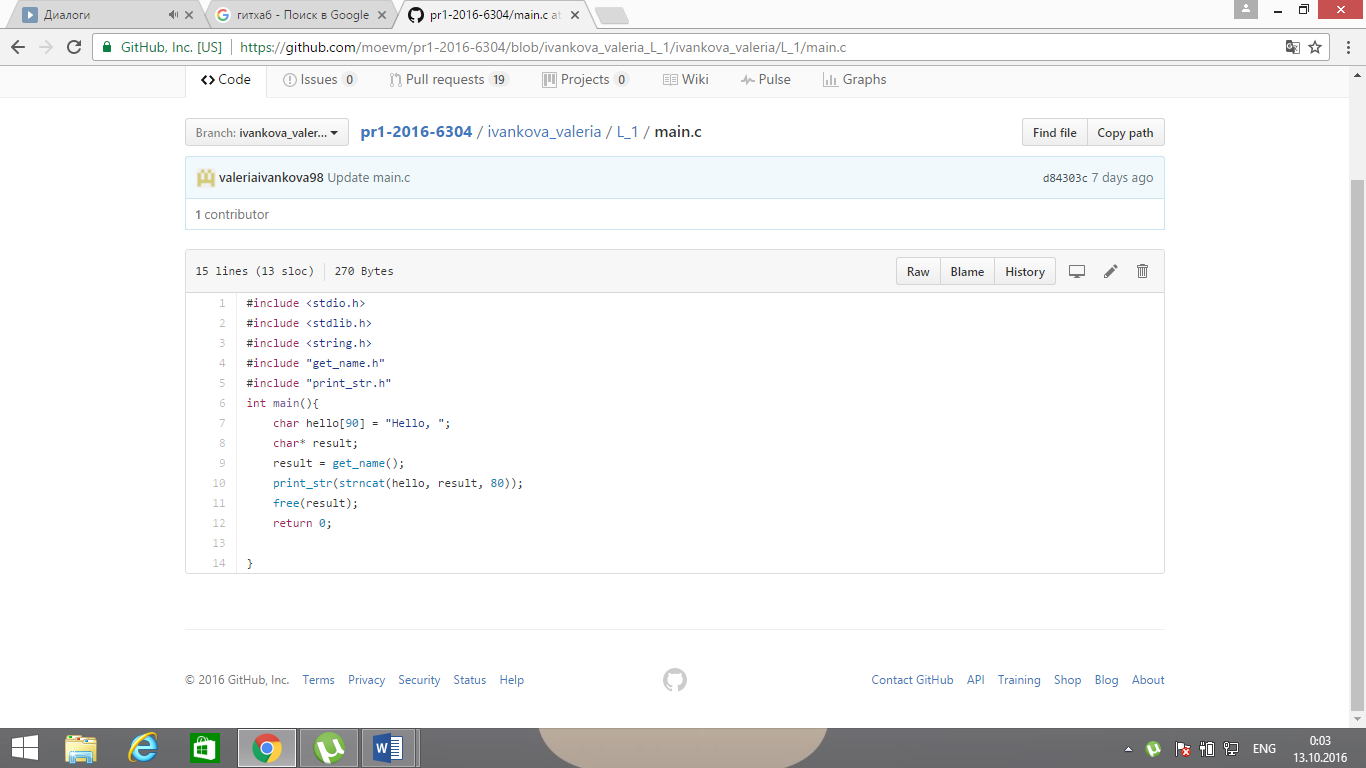 Диалоги
гитхаб - Поиск в Google
pr1-2016-6304/main.c at
GitHub, Inc. [US]
https://github.com/moevm/pr1-2016-6304/blob/ivankova_valeria_L_1/ivankova_valeria/L_1/main.c
Code Issues 0 Pull requests 19 Projects 0 Wiki Pulse Graphs
Branch: ivankova_valer... pr1-2016-6304 / ivankova_valeria / L_1 / main.c Find file Copy path
valeriaivankova98 Update main.c d84303c 7 days ago
1 contributor
15 lines (13 sloc) 270 Bytes Raw Blame History
1 #include <stdio.h>
2 #include <stdlib.h>
3 #include <string.h>
4 #include "get_name.h"
5 #include "print_str.h"
6 int main(){
7     char hello[90] = "Hello, ";
8     char* result;
9     result = get_name();
10     print_str(strncat(hello, result, 80));
11     free(result);
12     return 0;
13
14 }
© 2016 GitHub, Inc. Terms Privacy Security Status Help Contact GitHub API Training Shop Blog About
ENG
0:03
13.10.2016